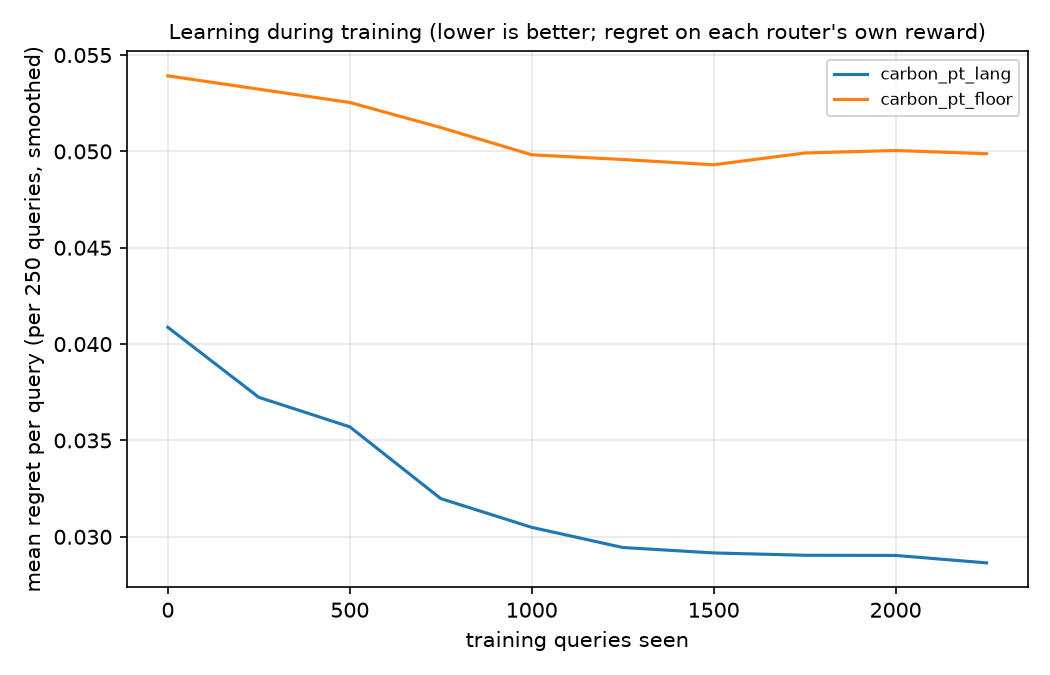 Learning during training (lower is better; regret on each router's own reward)
mean regret per query (per 250 queries, smoothed)
0.055
0.050
0.045
0.040
0.035
0.030
carbon_pt_lang
carbon_pt_floor
0 500 1000 1500 2000
training queries seen